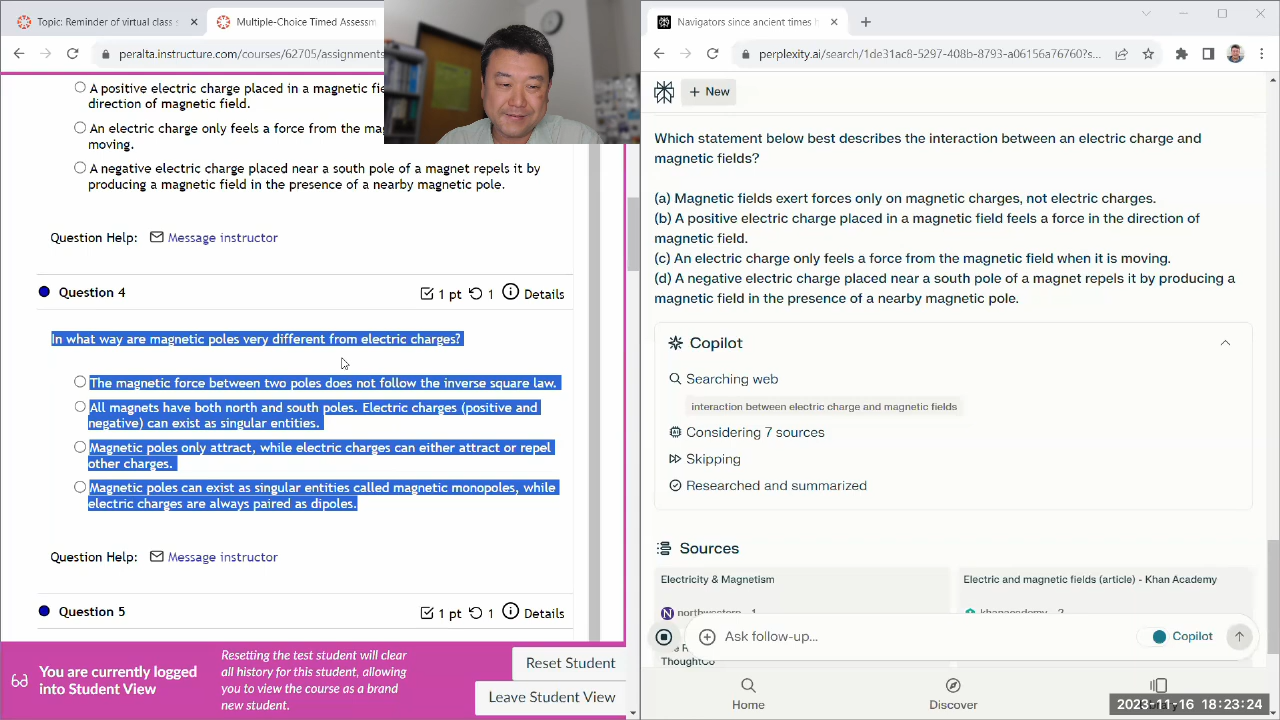 Topic: Reminder of virtual class s
Multiple-Choice Timed Assessm
peralta.instructure.com/courses/62705/assignments
A positive electric charge placed in a magnetic fie
direction of magnetic field.
An electric charge only feels a force from the mag
moving.
A negative electric charge placed near a south pole of a magnet repels it by
producing a magnetic field in the presence of a nearby magnetic pole.
Question Help: Message instructor
Question 4
1 pt 1 Details
In what way are magnetic poles very different from electric charges?
The magnetic force between two poles does not follow the inverse square law.
All magnets have both north and south poles. Electric charges (positive and
negative) can exist as singular entities.
Magnetic poles only attract, while electric charges can either attract or repel
other charges.
Magnetic poles can exist as singular entities called magnetic monopoles, while
electric charges are always paired as dipoles.
Question Help: Message instructor
Question 5
1 pt 1 Details
You are currently logged
into Student View
Resetting the test student will clear
all history for this student, allowing
you to view the course as a brand
new student.
Reset Student
Leave Student View
Navigators since ancient times h
perplexity.ai/search/1de31ac8-5297-408b-8793-a06156a76760...
New
Which statement below best describes the interaction between an electric charge and
magnetic fields?
(a) Magnetic fields exert forces only on magnetic charges, not electric charges.
(b) A positive electric charge placed in a magnetic field feels a force in the direction of
magnetic field.
(c) An electric charge only feels a force from the magnetic field when it is moving.
(d) A negative electric charge placed near a south pole of a magnet repels it by producing a
magnetic field in the presence of a nearby magnetic pole.
Copilot
Searching web
interaction between electric charge and magnetic fields
Considering 7 sources
Skipping
Researched and summarized
Sources
Electricity & Magnetism
Electric and magnetic fields (article) - Khan Academy
northwestern · 1
khanacademy · 2
Ask follow-up...
Copilot
ThoughtCo
Home
Discover
2023-11-16 18:23:24